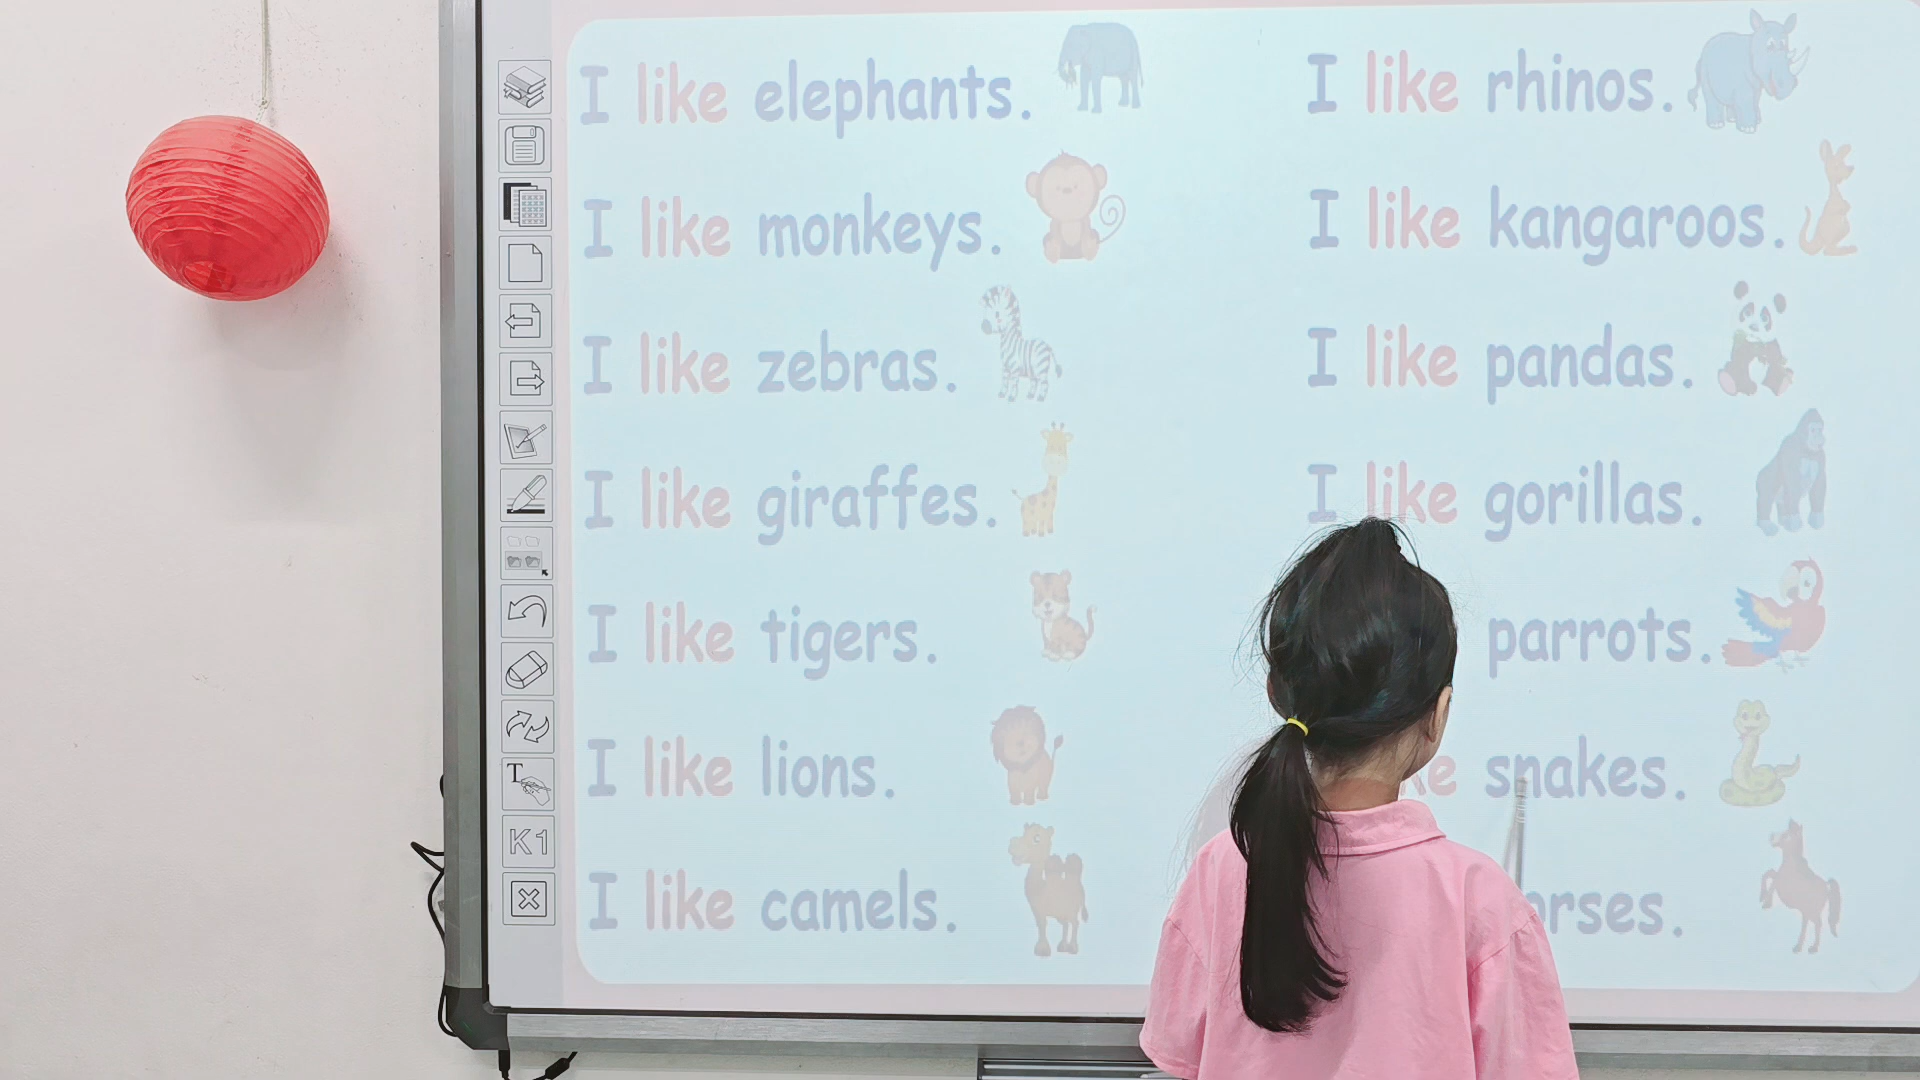 I like elephants.
I like monkeys.
I like zebras.
I like giraffes.
I like tigers.
I like lions.
I like camels.
I like rhinos.
I like kangaroos.
I like pandas.
I like gorillas.
parrots.
snakes.
T
K1